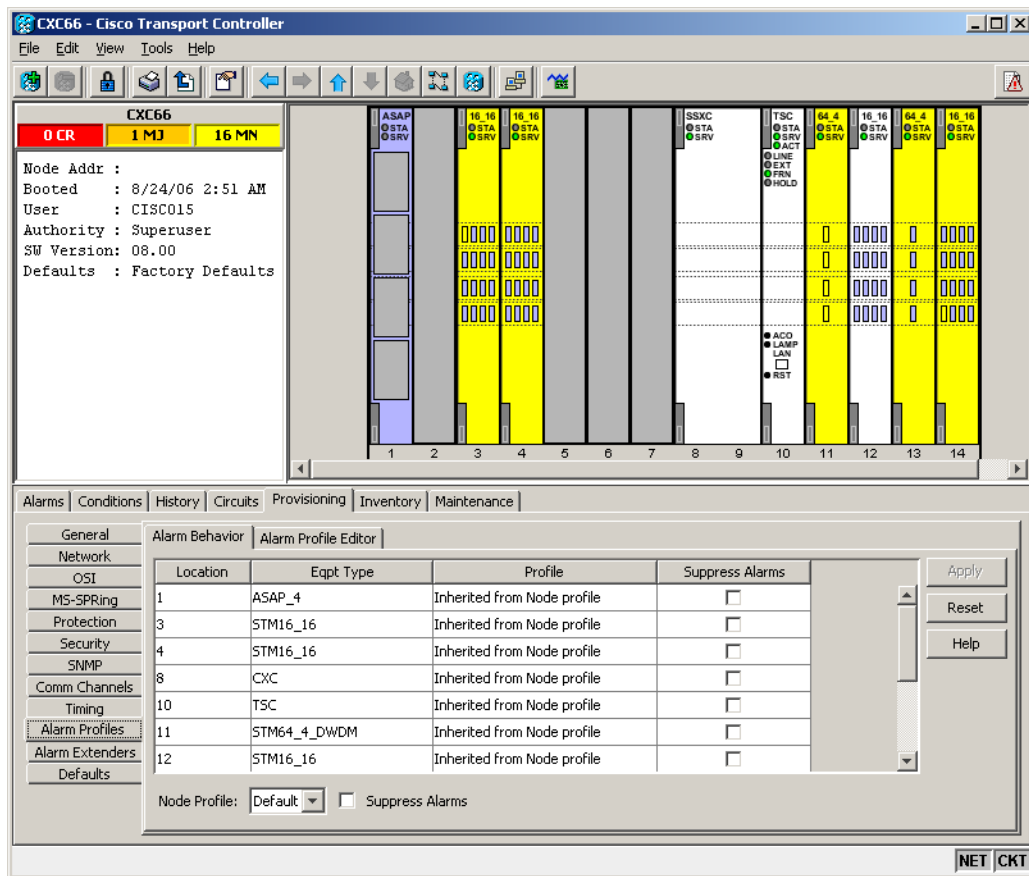 CXC66 - Cisco Transport Controller
File Edit View Tools Help
CXC66
0 CR 1 MJ 16 MN
Node Addr :
Booted : 8/24/06 2:51 AM
User : CISCO15
Authority : Superuser
SW Version: 08.00
Defaults : Factory Defaults
ASAP 16_16 16_16 SSXC TSC 64_4 16_16 64_4 16_16
STA STA STA STA STA STA STA STA STA
SRV SRV SRV SRV SRV SRV SRV SRV SRV
ACT
LINE
EXT
FRN
HOLD
ACO
LAMP
LAN
RST
1 2 3 4 5 6 7 8 9 10 11 12 13 14
Alarms Conditions History Circuits Provisioning Inventory Maintenance
General
Network
OSI
MS-SPRing
Protection
Security
SNMP
Comm Channels
Timing
Alarm Profiles
Alarm Extenders
Defaults
Alarm Behavior Alarm Profile Editor
Location Eqpt Type Profile Suppress Alarms
1 ASAP_4 Inherited from Node profile
3 STM16_16 Inherited from Node profile
4 STM16_16 Inherited from Node profile
8 CXC Inherited from Node profile
10 TSC Inherited from Node profile
11 STM64_4_DWDM Inherited from Node profile
12 STM16_16 Inherited from Node profile
Node Profile: Default Suppress Alarms
Apply
Reset
Help
NET CKT